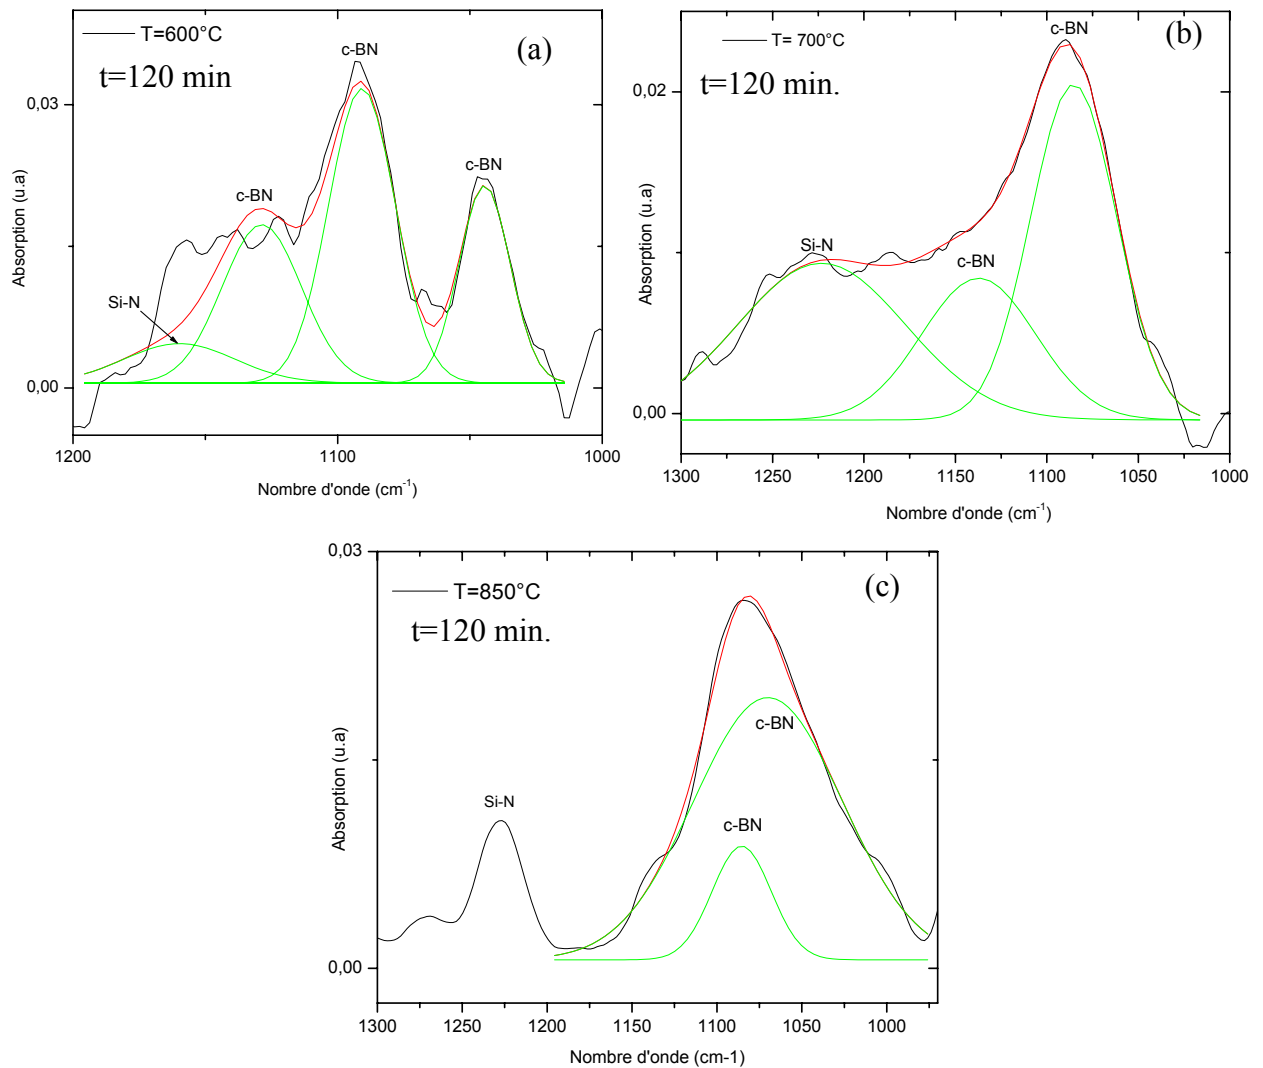 T=600°C
(a)
t=120 min
c-BN
c-BN
c-BN
Si-N
0,03
0,00
Absorption (u.a)
1200
1100
1000
Nombre d'onde (cm-1)
T= 700°C
(b)
t=120 min.
c-BN
Si-N
c-BN
0,02
0,00
Absorption (u.a)
1300
1250
1200
1150
1100
1050
1000
Nombre d'onde (cm-1)
T=850°C
(c)
t=120 min.
c-BN
Si-N
c-BN
0,03
0,00
Absorption (u.a)
1300
1250
1200
1150
1100
1050
1000
Nombre d'onde (cm-1)